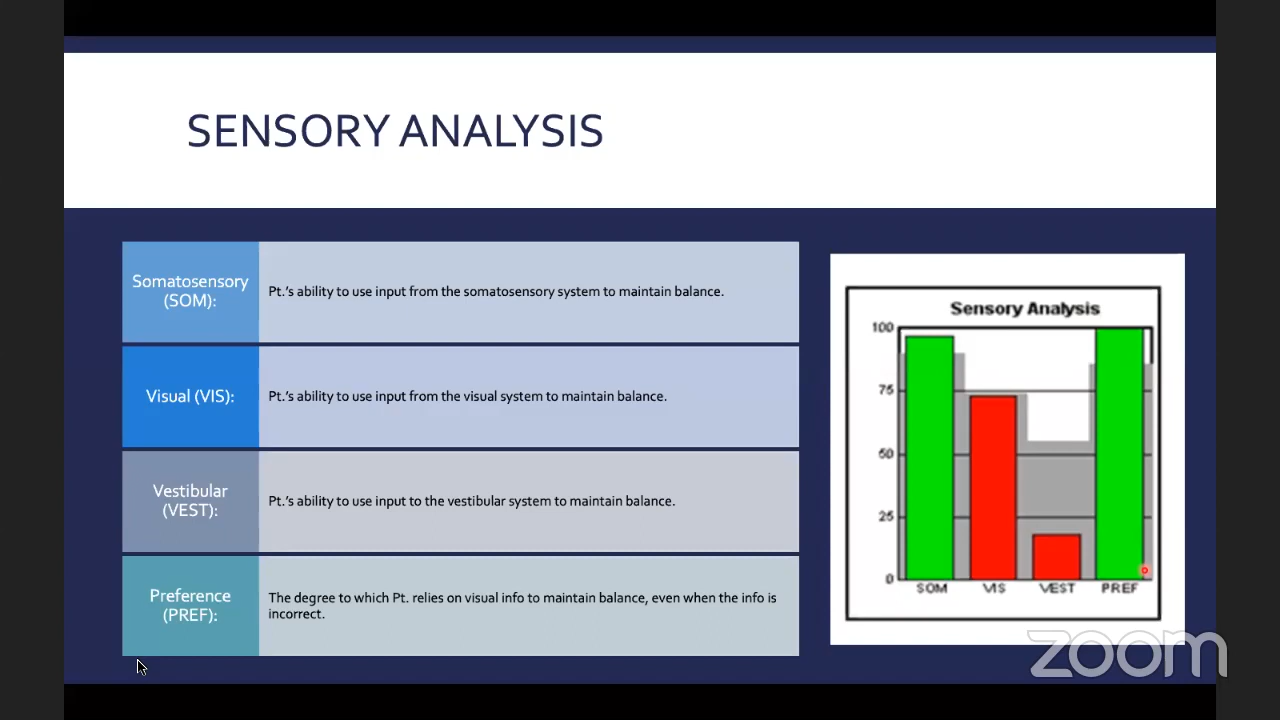 SENSORY ANALYSIS
Somatosensory
(SOM):
Pt.'s ability to use input from the somatosensory system to maintain balance.
Visual (VIS):
Pt.'s ability to use input from the visual system to maintain balance.
Vestibular
(VEST):
Pt.'s ability to use input to the vestibular system to maintain balance.
Preference
(PREF):
The degree to which Pt. relies on visual info to maintain balance, even when the info is
incorrect.
Sensory Analysis
100
75
50
25
0
SOM VIS VEST PREF
zoom